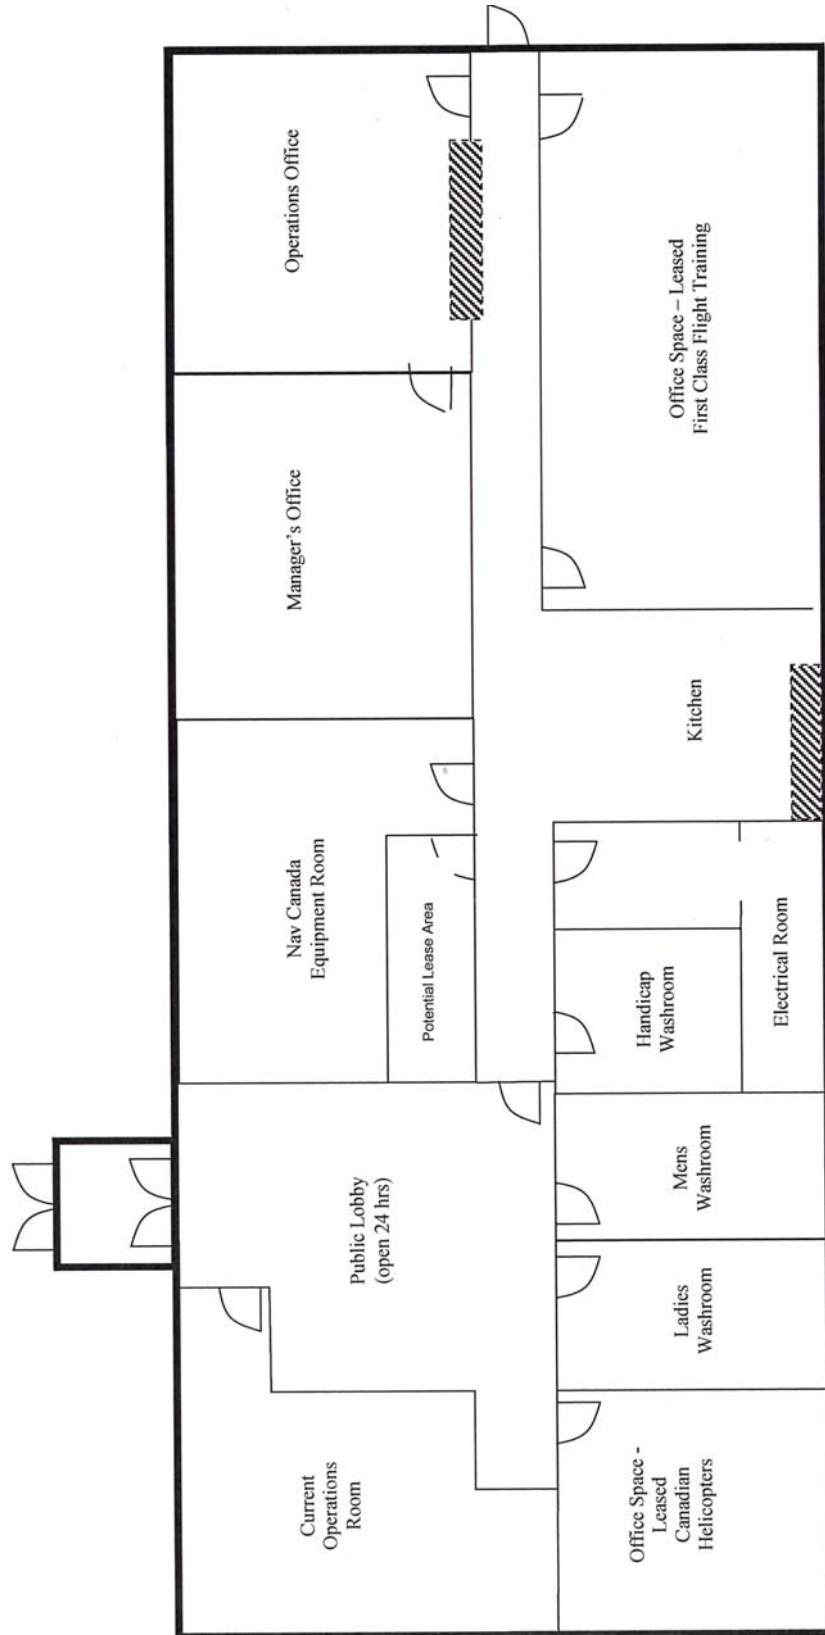 Operations Office
Manager's Office
Nav Canada
Equipment Room
Potential Lease Area
Public Lobby
(open 24 hrs)
Current
Operations
Room
Office Space – Leased
First Class Flight Training
Kitchen
Electrical Room
Handicap
Washroom
Mens
Washroom
Ladies
Washroom
Office Space -
Leased
Canadian
Helicopters